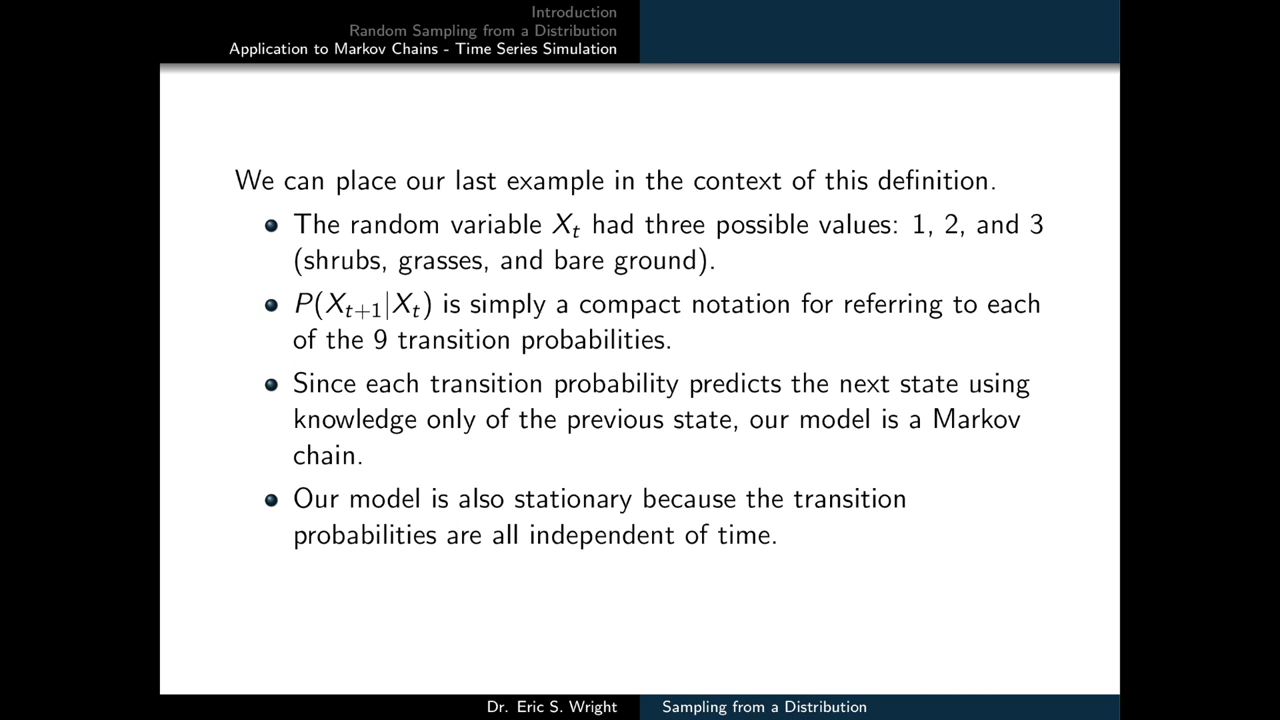 Introduction
Random Sampling from a Distribution
Application to Markov Chains - Time Series Simulation
We can place our last example in the context of this definition.
The random variable X_t had three possible values: 1, 2, and 3
(shrubs, grasses, and bare ground).
P(X_{t+1}|X_t) is simply a compact notation for referring to each
of the 9 transition probabilities.
Since each transition probability predicts the next state using
knowledge only of the previous state, our model is a Markov
chain.
Our model is also stationary because the transition
probabilities are all independent of time.
Dr. Eric S. Wright
Sampling from a Distribution